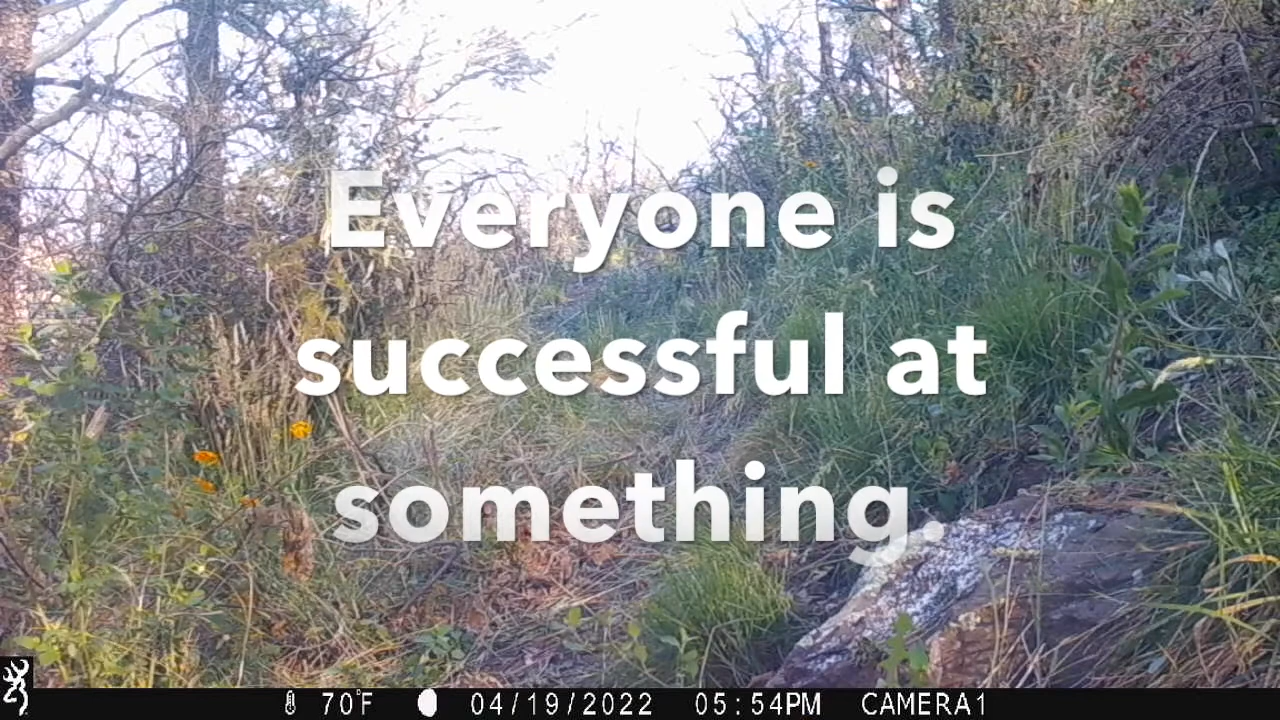 Everyone is
successful at
something.
70°F 04/19/2022 05:54PM CAMERA1